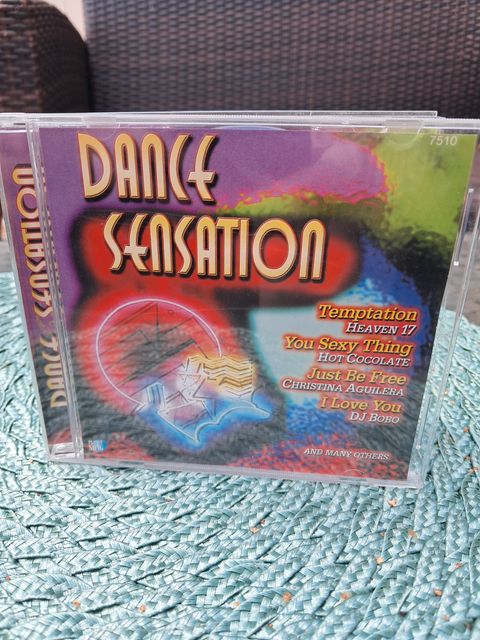 7510
DANCE
SENSATION
DANCE SENSATION
Temptation
HEAVEN 17
You Sexy Thing
HOT COCOLATE
Just Be Free
CHRISTINA AGUILERA
I Love You
DJ BOBO
AND MANY OTHERS